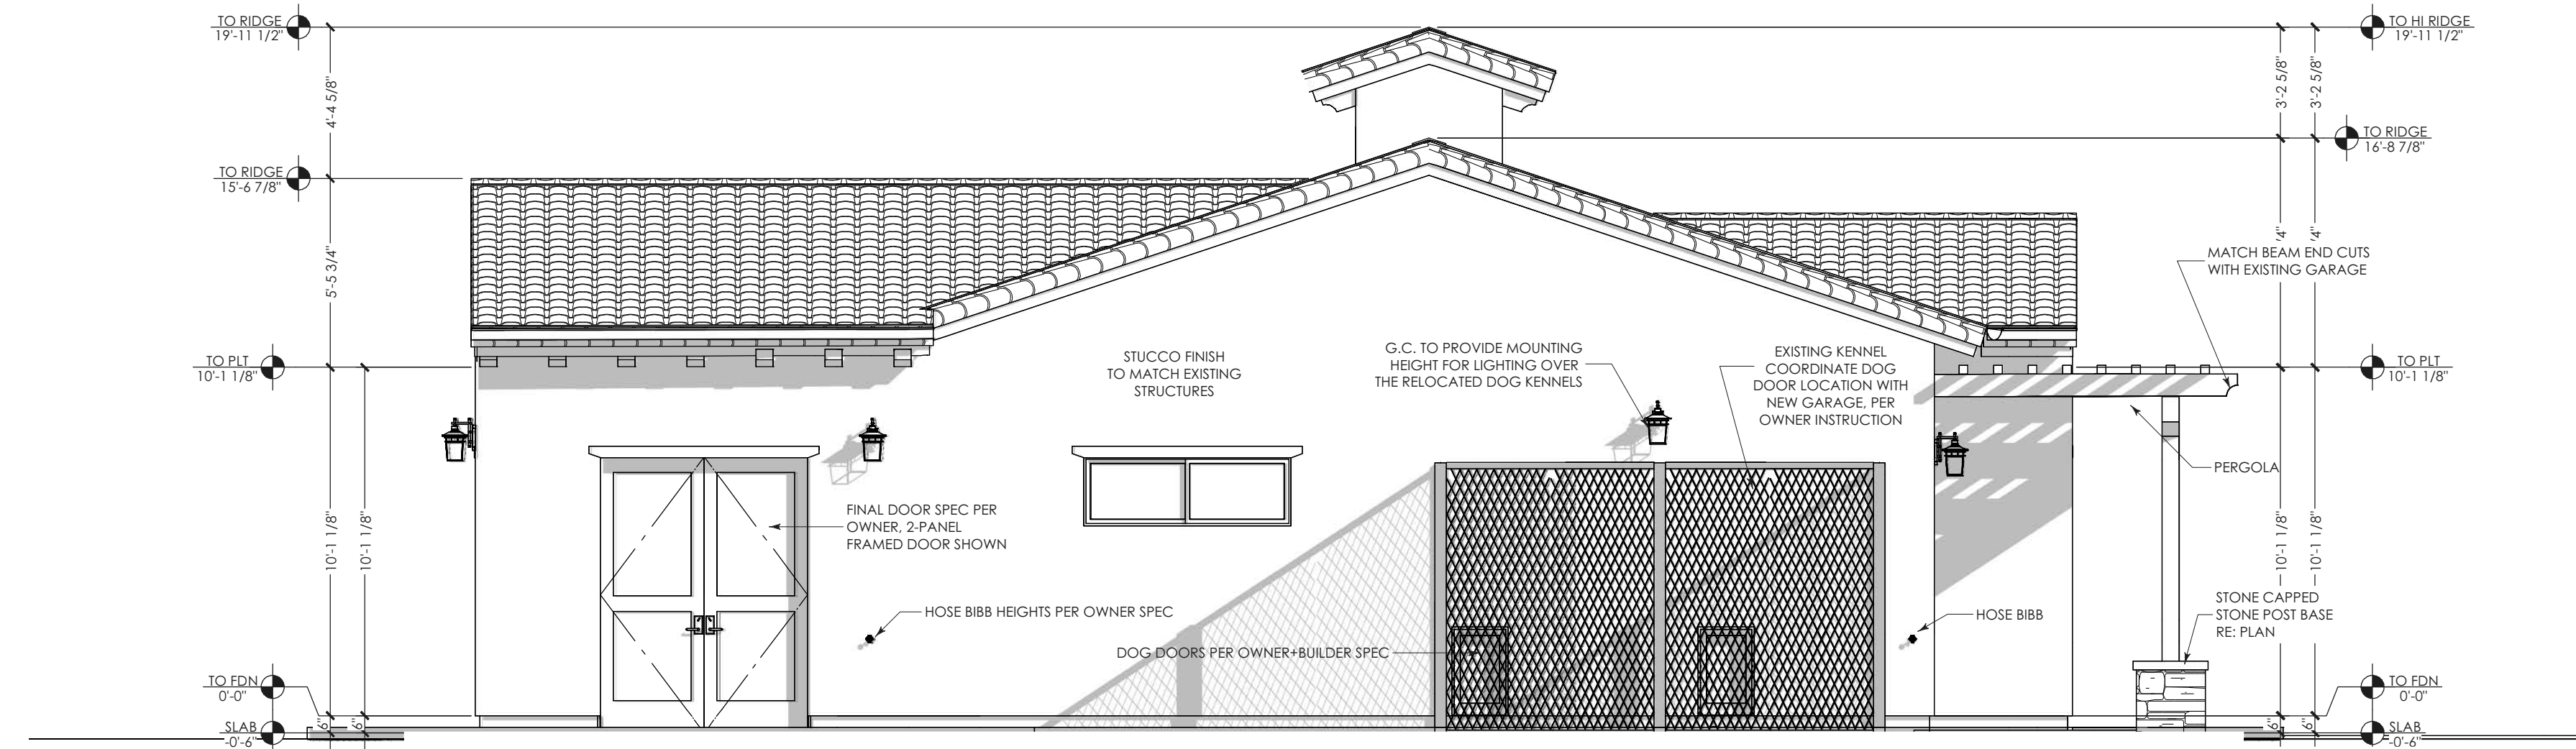 TO RIDGE
19'-11 1/2"
TO HI RIDGE
19'-11 1/2"
4'-4 5/8"
3'-2 5/8"
3'-2 5/8"
TO RIDGE
16'-8 7/8"
TO RIDGE
15'-6 7/8"
5'-5 3/4"
/4"
/4"
MATCH BEAM END CUTS
WITH EXISTING GARAGE
TO PLT
10'-1 1/8"
STUCCO FINISH
TO MATCH EXISTING
STRUCTURES
G.C. TO PROVIDE MOUNTING
HEIGHT FOR LIGHTING OVER
THE RELOCATED DOG KENNELS
EXISTING KENNEL
COORDINATE DOG
DOOR LOCATION WITH
NEW GARAGE, PER
OWNER INSTRUCTION
TO PLT
10'-1 1/8"
PERGOLA
FINAL DOOR SPEC PER
OWNER, 2-PANEL
FRAMED DOOR SHOWN
10'-1 1/8"
10'-1 1/8"
10'-1 1/8"
10'-1 1/8"
HOSE BIBB HEIGHTS PER OWNER SPEC
HOSE BIBB
STONE CAPPED
STONE POST BASE
RE: PLAN
DOG DOORS PER OWNER+BUILDER SPEC
TO FDN
0'-0"
TO FDN
0'-0"
6"
6"
6"
6"
SLAB
-0'-6"
SLAB
-0'-6"